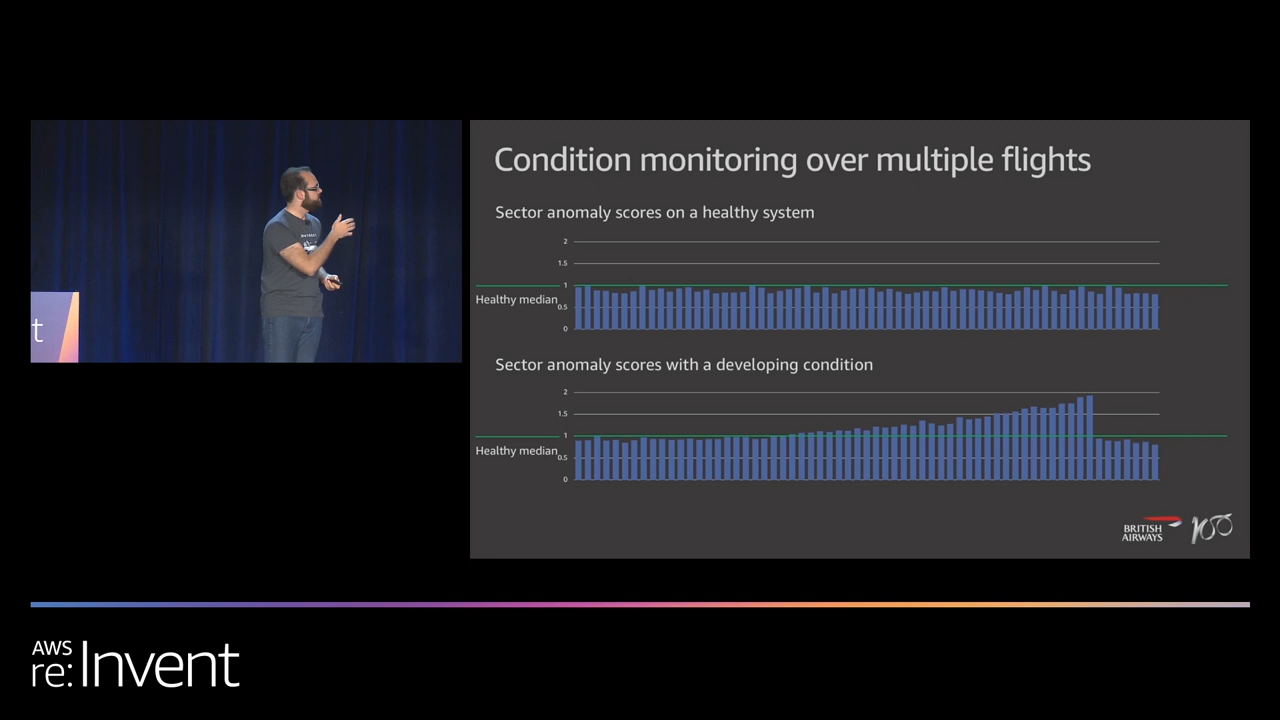 Condition monitoring over multiple flights
Sector anomaly scores on a healthy system
2
1.5
1
Healthy median
0.5
0
Sector anomaly scores with a developing condition
2
1.5
1
Healthy median
0.5
0
BRITISH
AIRWAYS
100
t
AWS
re:Invent